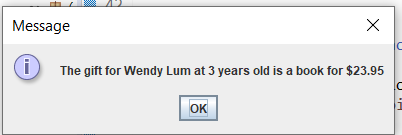 Message
The gift for Wendy Lum at 3 years old is a book for $23.95
OK